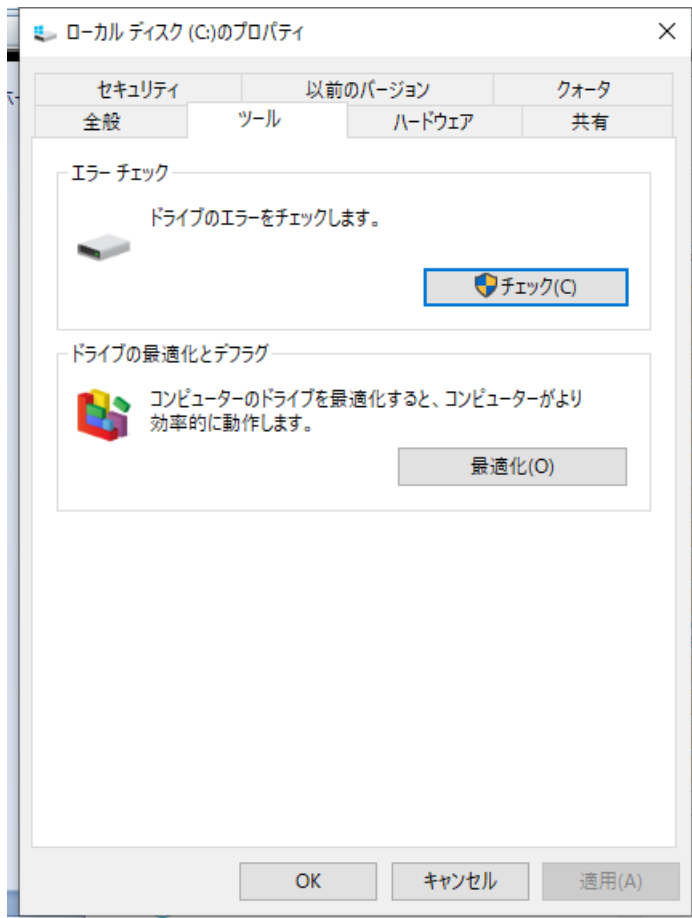 ローカル ディスク (C:)のプロパティ
セキュリティ 以前のバージョン クォータ
全般 ツール ハードウェア 共有
エラー チェック
ドライブのエラーをチェックします。
チェック(C)
ドライブの最適化とデフラグ
コンピューターのドライブを最適化すると、コンピューターがより
効率的に動作します。
最適化(O)
OK キャンセル 適用(A)